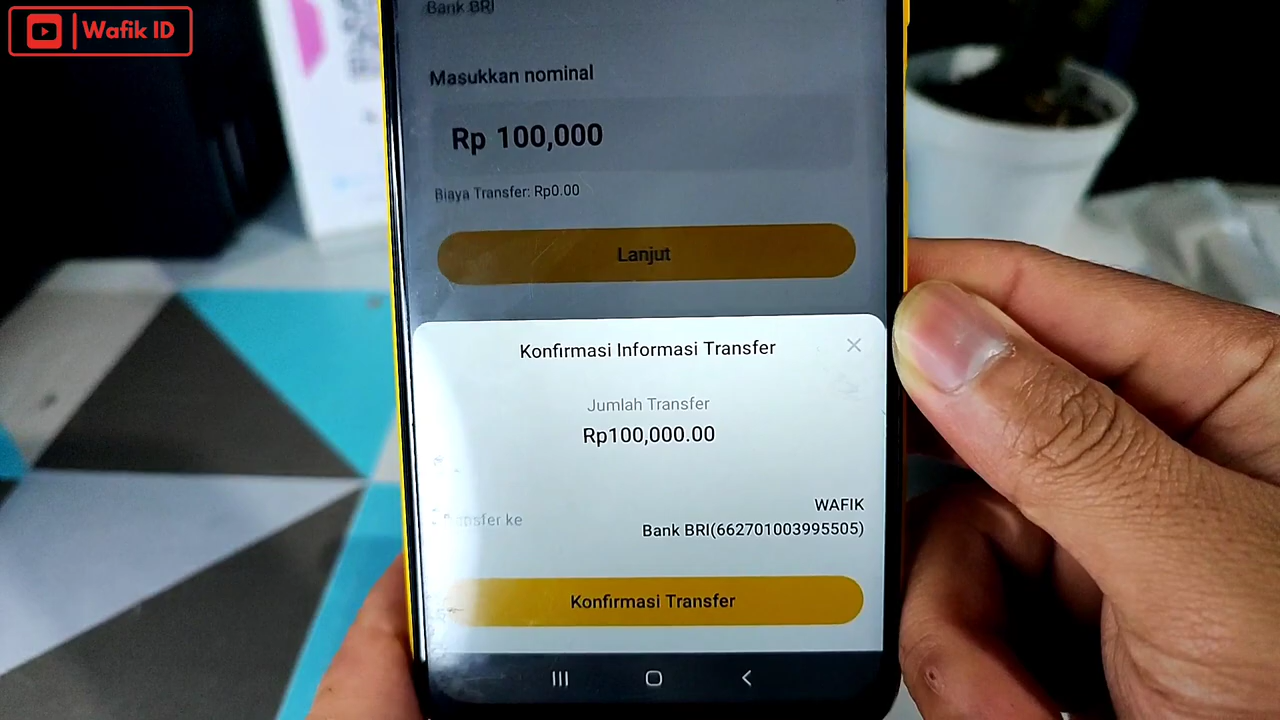 Wafik ID
Bank BRI
Masukkan nominal
Rp 100,000
Biaya Transfer: Rp0.00
Lanjut
Konfirmasi Informasi Transfer
Jumlah Transfer
Rp100,000.00
WAFIK
Transfer ke
Bank BRI(662701003995505)
Konfirmasi Transfer